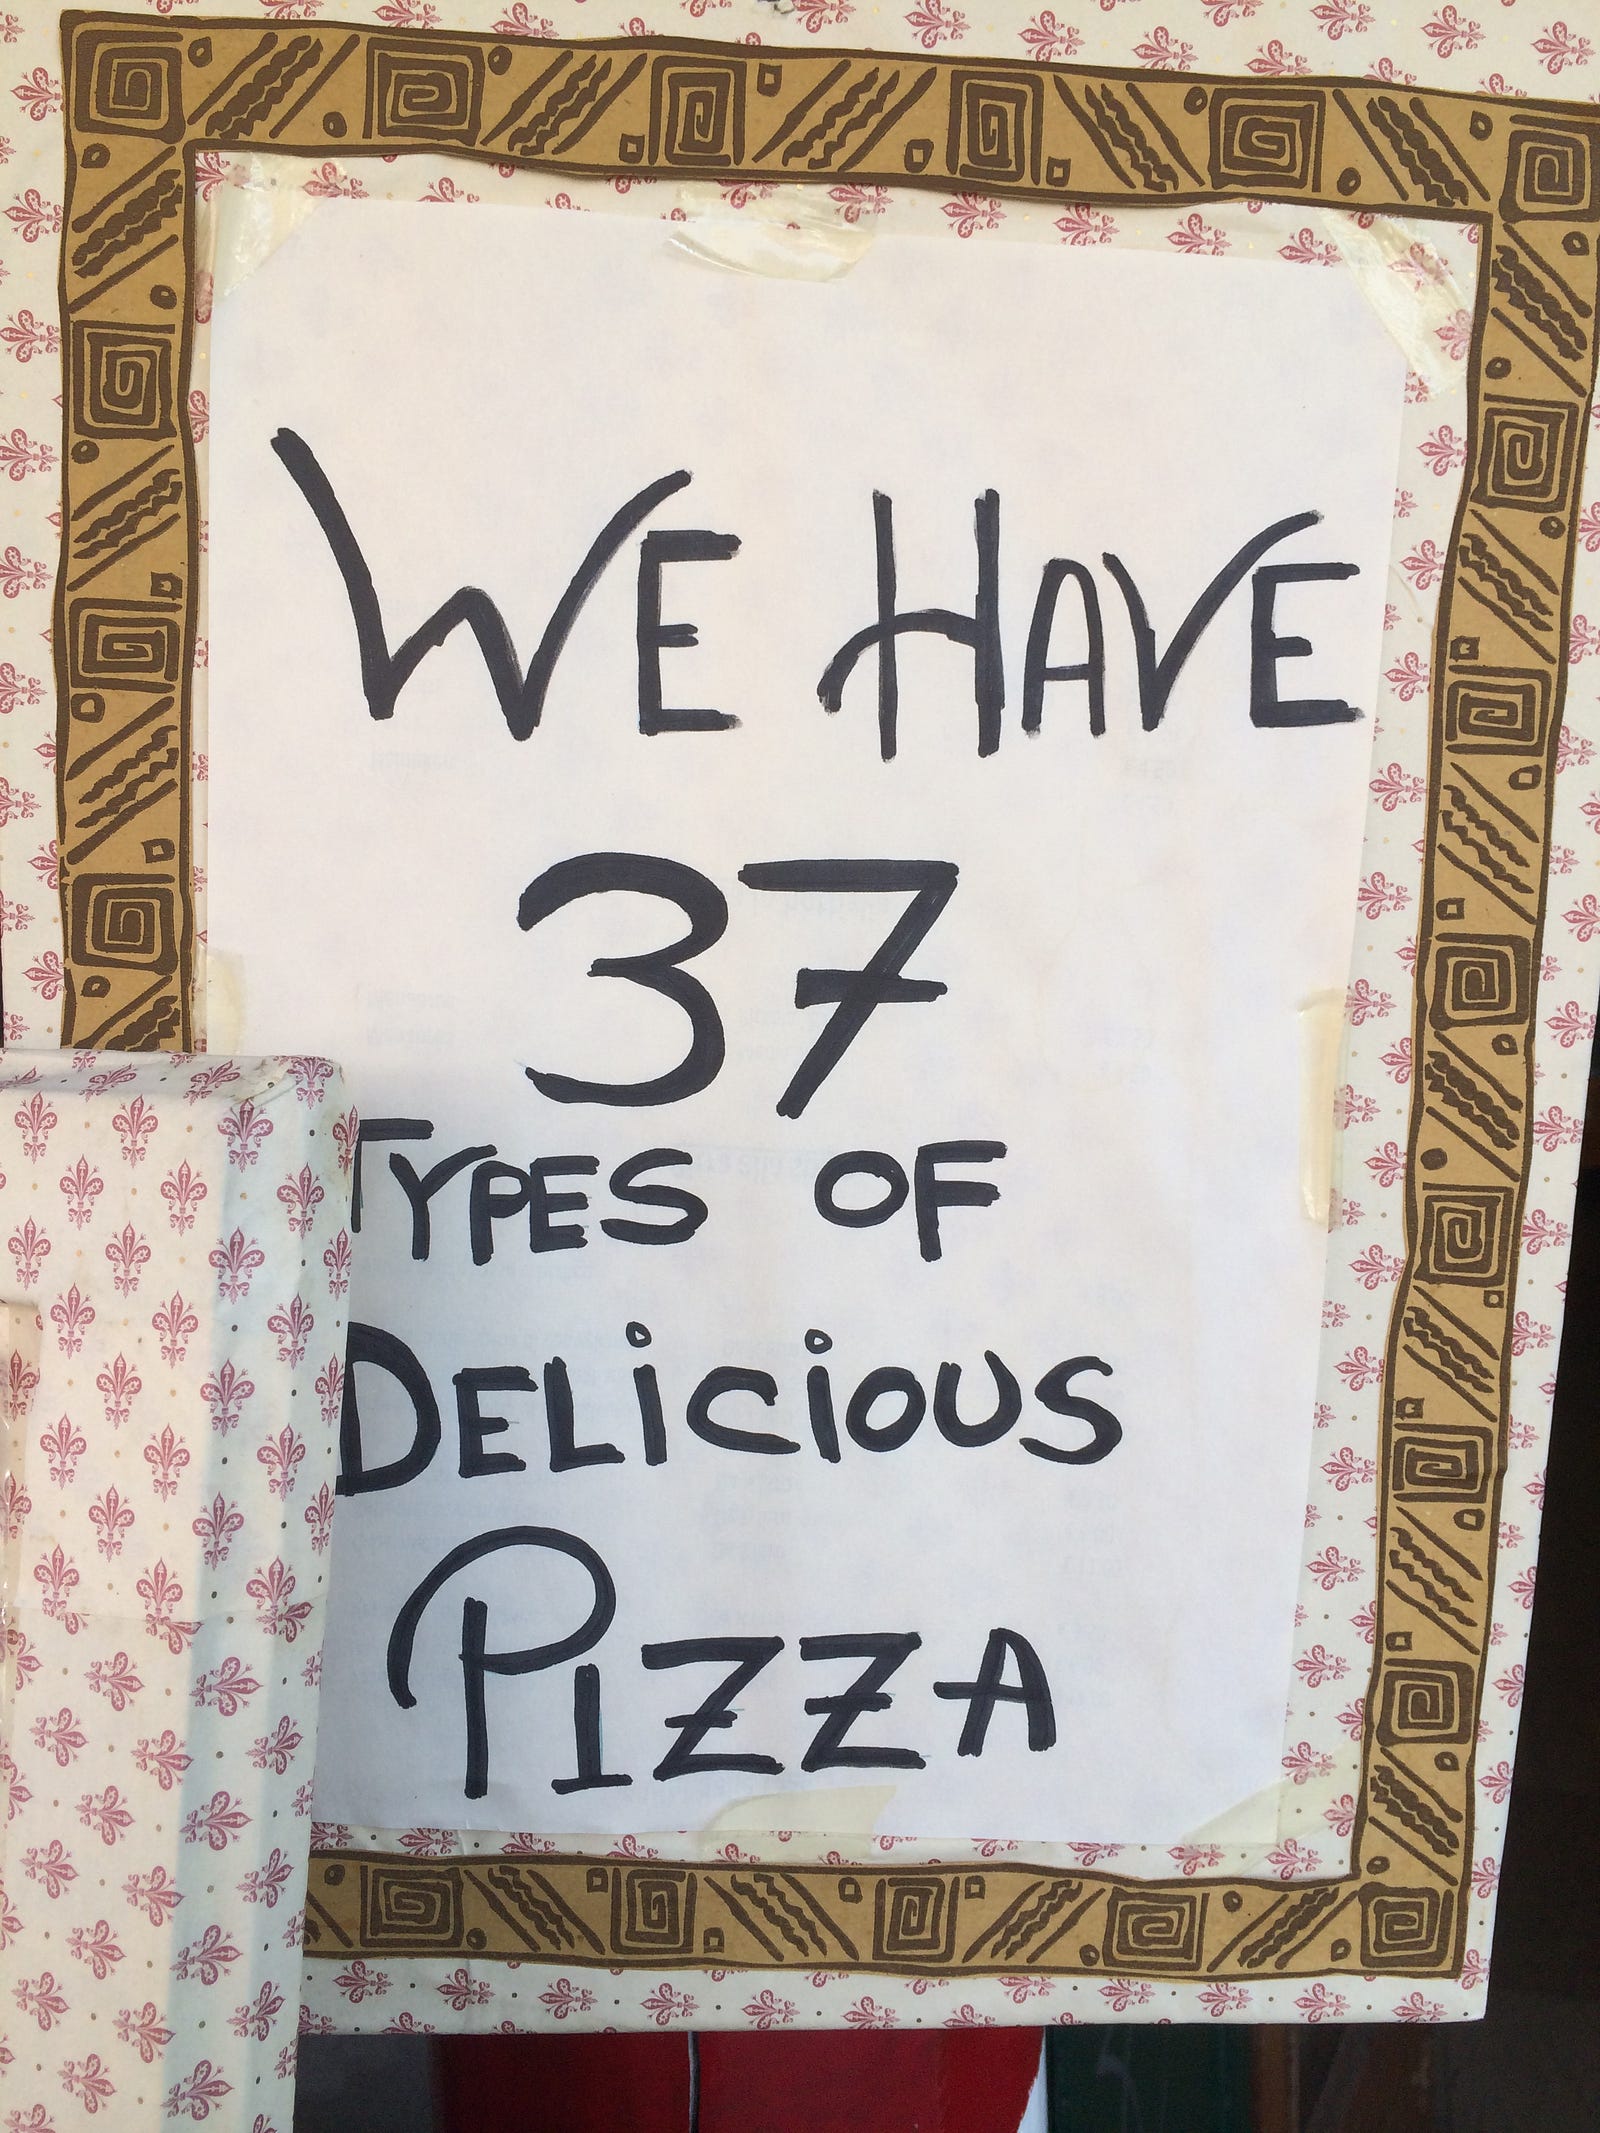 WE HAVE
37
TYPES OF
DELiCiOUS
PIZZA